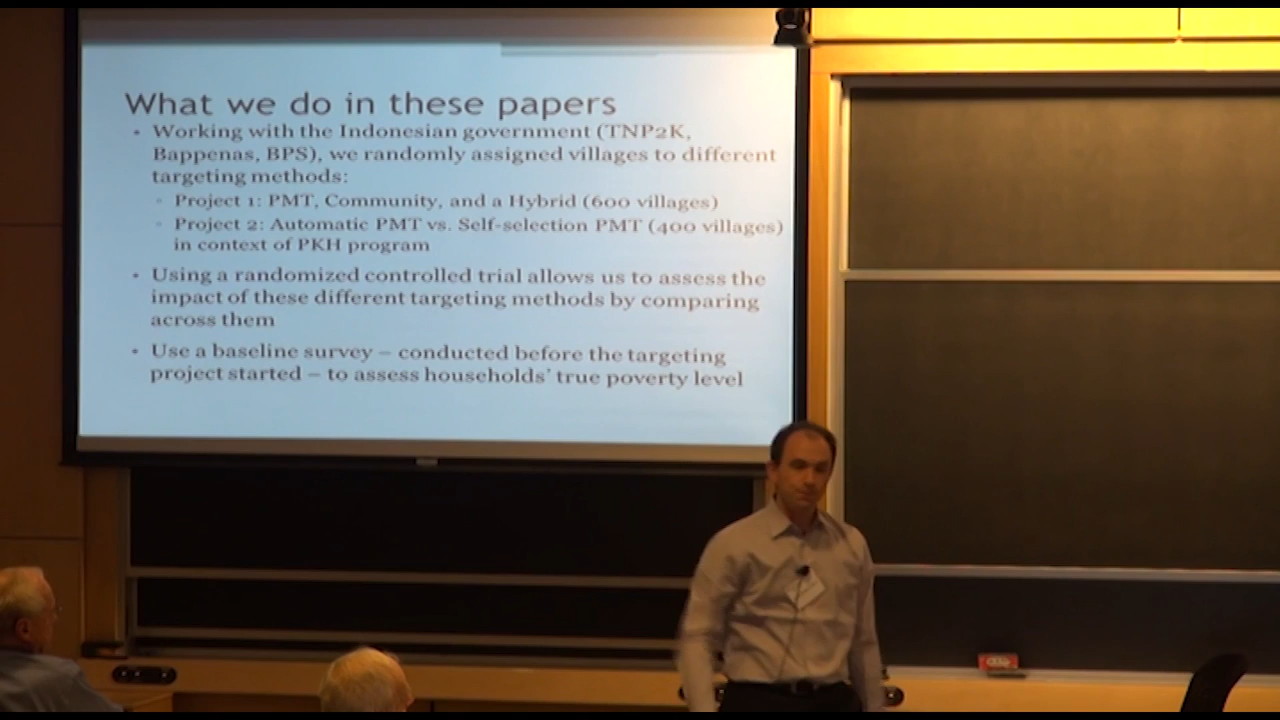 What we do in these papers
• Working with the Indonesian government (TNP2K,
Bappenas, BPS), we randomly assigned villages to different
targeting methods:
• Project 1: PMT, Community, and a Hybrid (600 villages)
• Project 2: Automatic PMT vs. Self-selection PMT (400 villages)
in context of PKH program
• Using a randomized controlled trial allows us to assess the
impact of these different targeting methods by comparing
across them
• Use a baseline survey – conducted before the targeting
project started – to assess households’ true poverty level